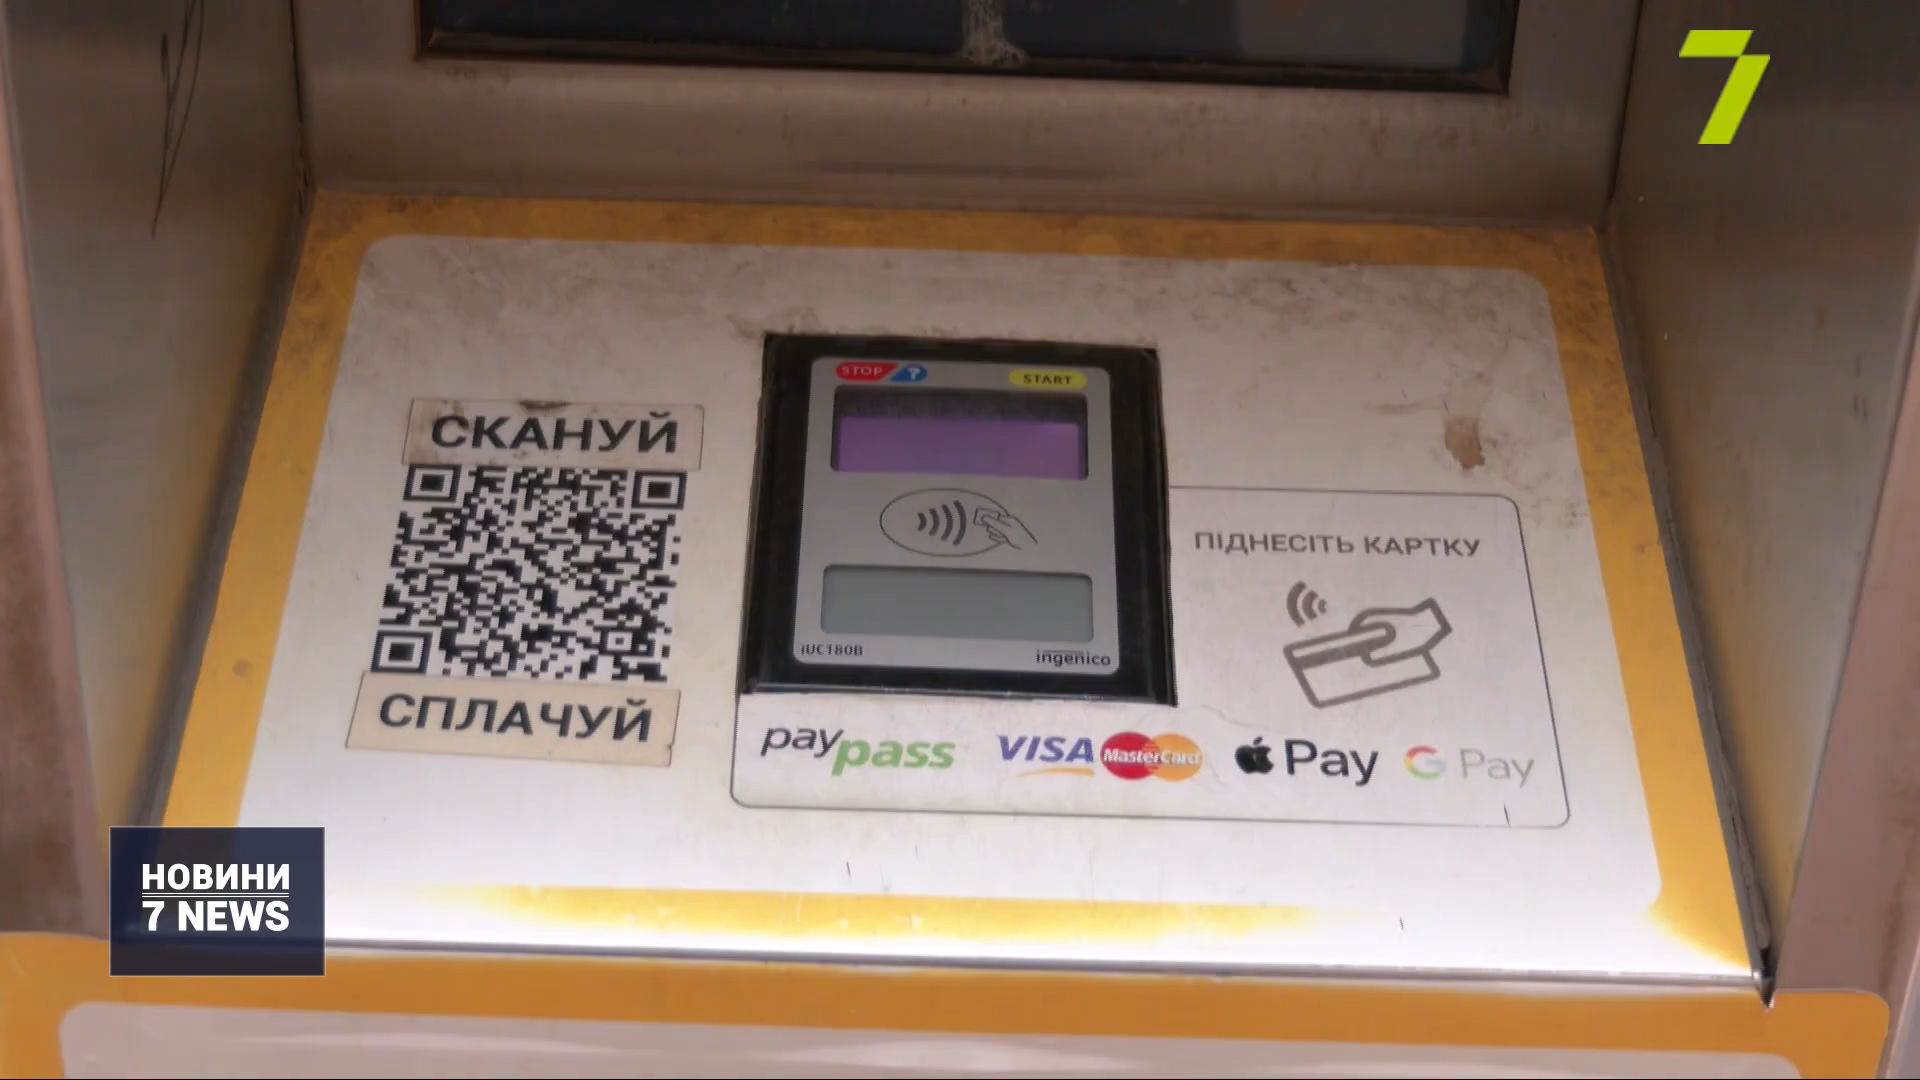 7
STOP ?
START
СКАНУЙ
ПІДНЕСІТЬ КАРТКУ
iUC180B
ingenico
СПЛАЧУЙ
paypass VISA MasterCard Pay G Pay
НОВИНИ
7 NEWS